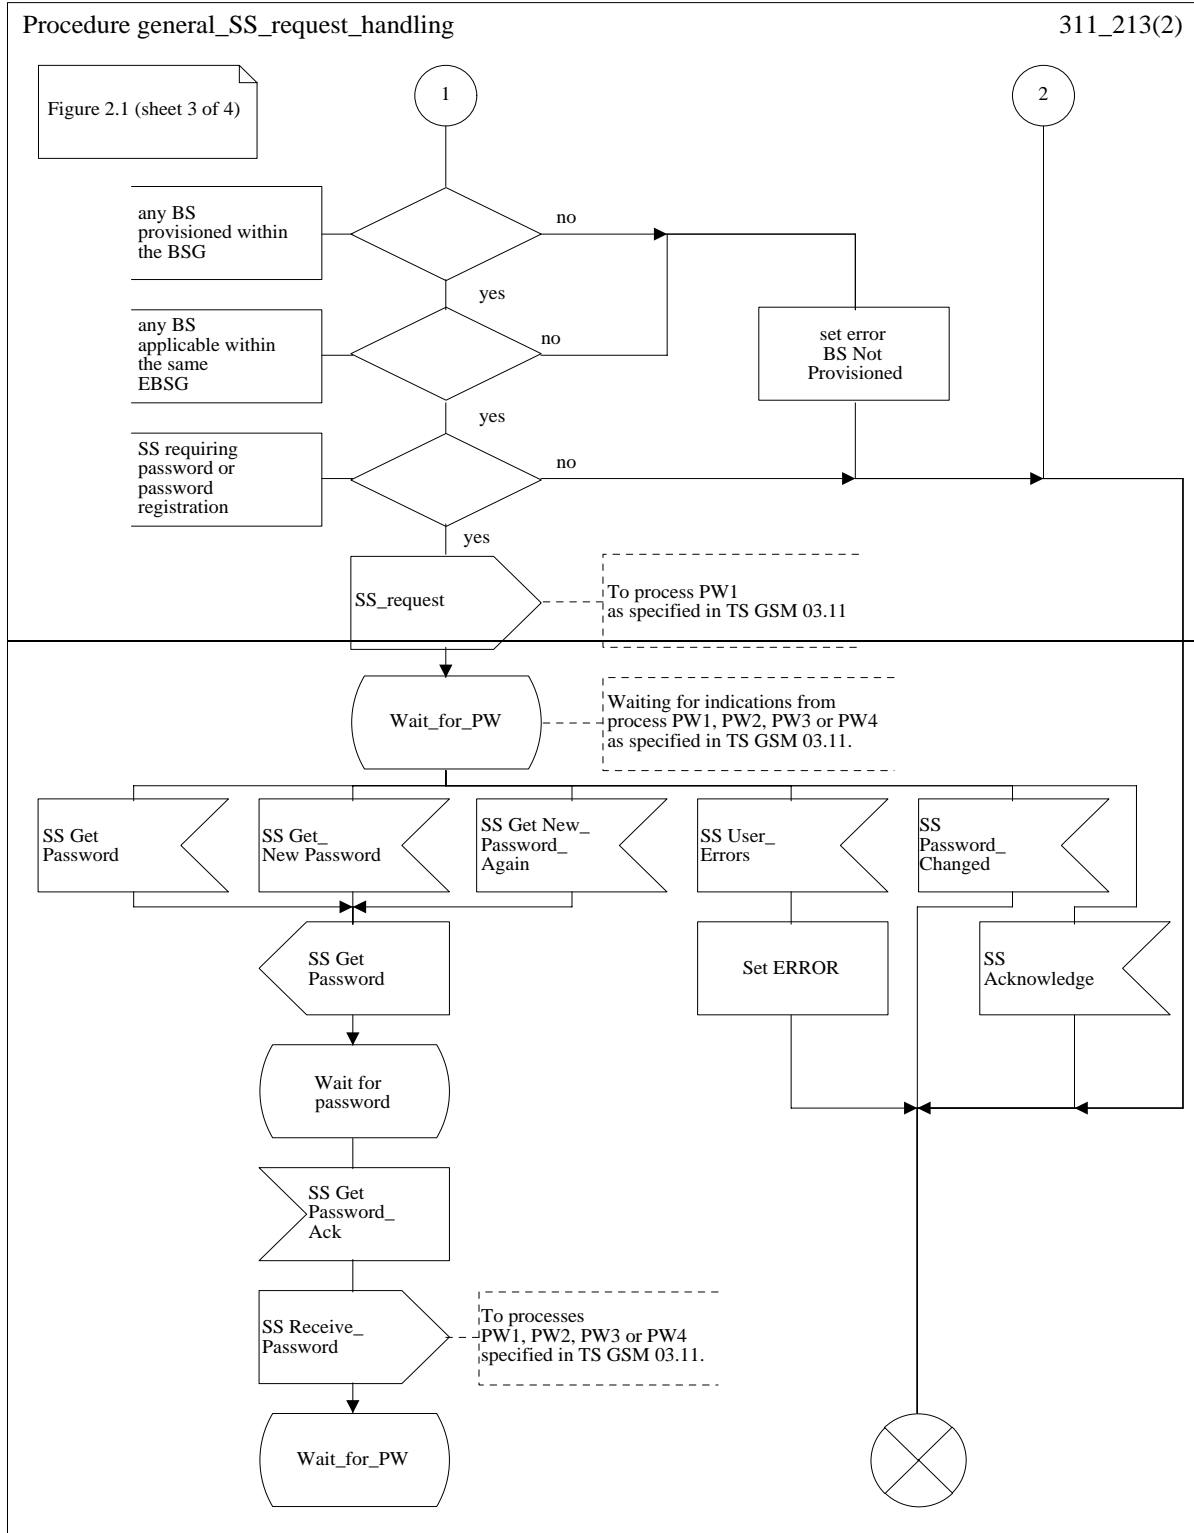 Procedure general_SS_request_handling
311_213(2)
Figure 2.1 (sheet 3 of 4)
1
2
any BS
provisioned within
the BSG
no
yes
any BS
applicable within
the same
EBSG
no
set error
BS Not
Provisioned
yes
SS requiring
password or
password
registration
no
yes
SS_request
To process PW1
as specified in TS GSM 03.11
Wait_for_PW
Waiting for indications from
process PW1, PW2, PW3 or PW4
as specified in TS GSM 03.11.
SS Get
Password
SS Get_
New Password
SS Get New_
Password_
Again
SS User_
Errors
SS
Password_
Changed
SS Get
Password
Set ERROR
SS
Acknowledge
Wait for
password
SS Get
Password_
Ack
SS Receive_
Password
To processes
PW1, PW2, PW3 or PW4
specified in TS GSM 03.11.
Wait_for_PW